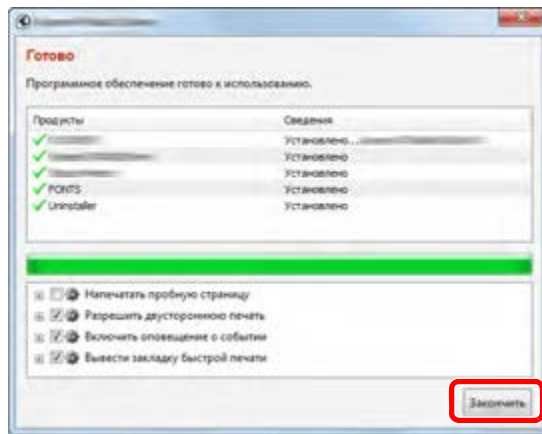 Готово
Программное обеспечение готово к использованию.
Продукты Сведения
Установлено...
Установлено
Установлено
FONTS Установлено
Uninstaller Установлено
Напечатать пробную страницу
Разрешить двустороннюю печать
Включить оповещение о событии
Вывести закладку быстрой печати
Закончить